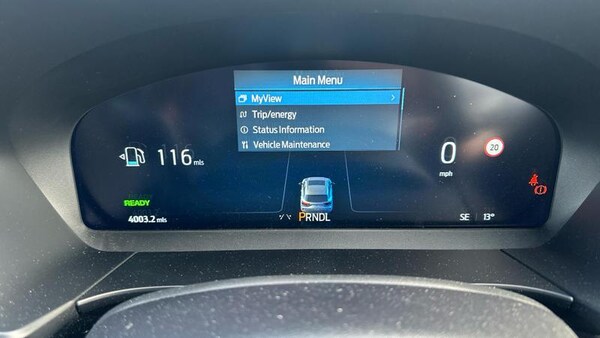 Main Menu
MyView
Trip/energy
Status Information
Vehicle Maintenance
116 mls
0
mph
20
READY
4003.2 mls
PRNDL
SE 13°